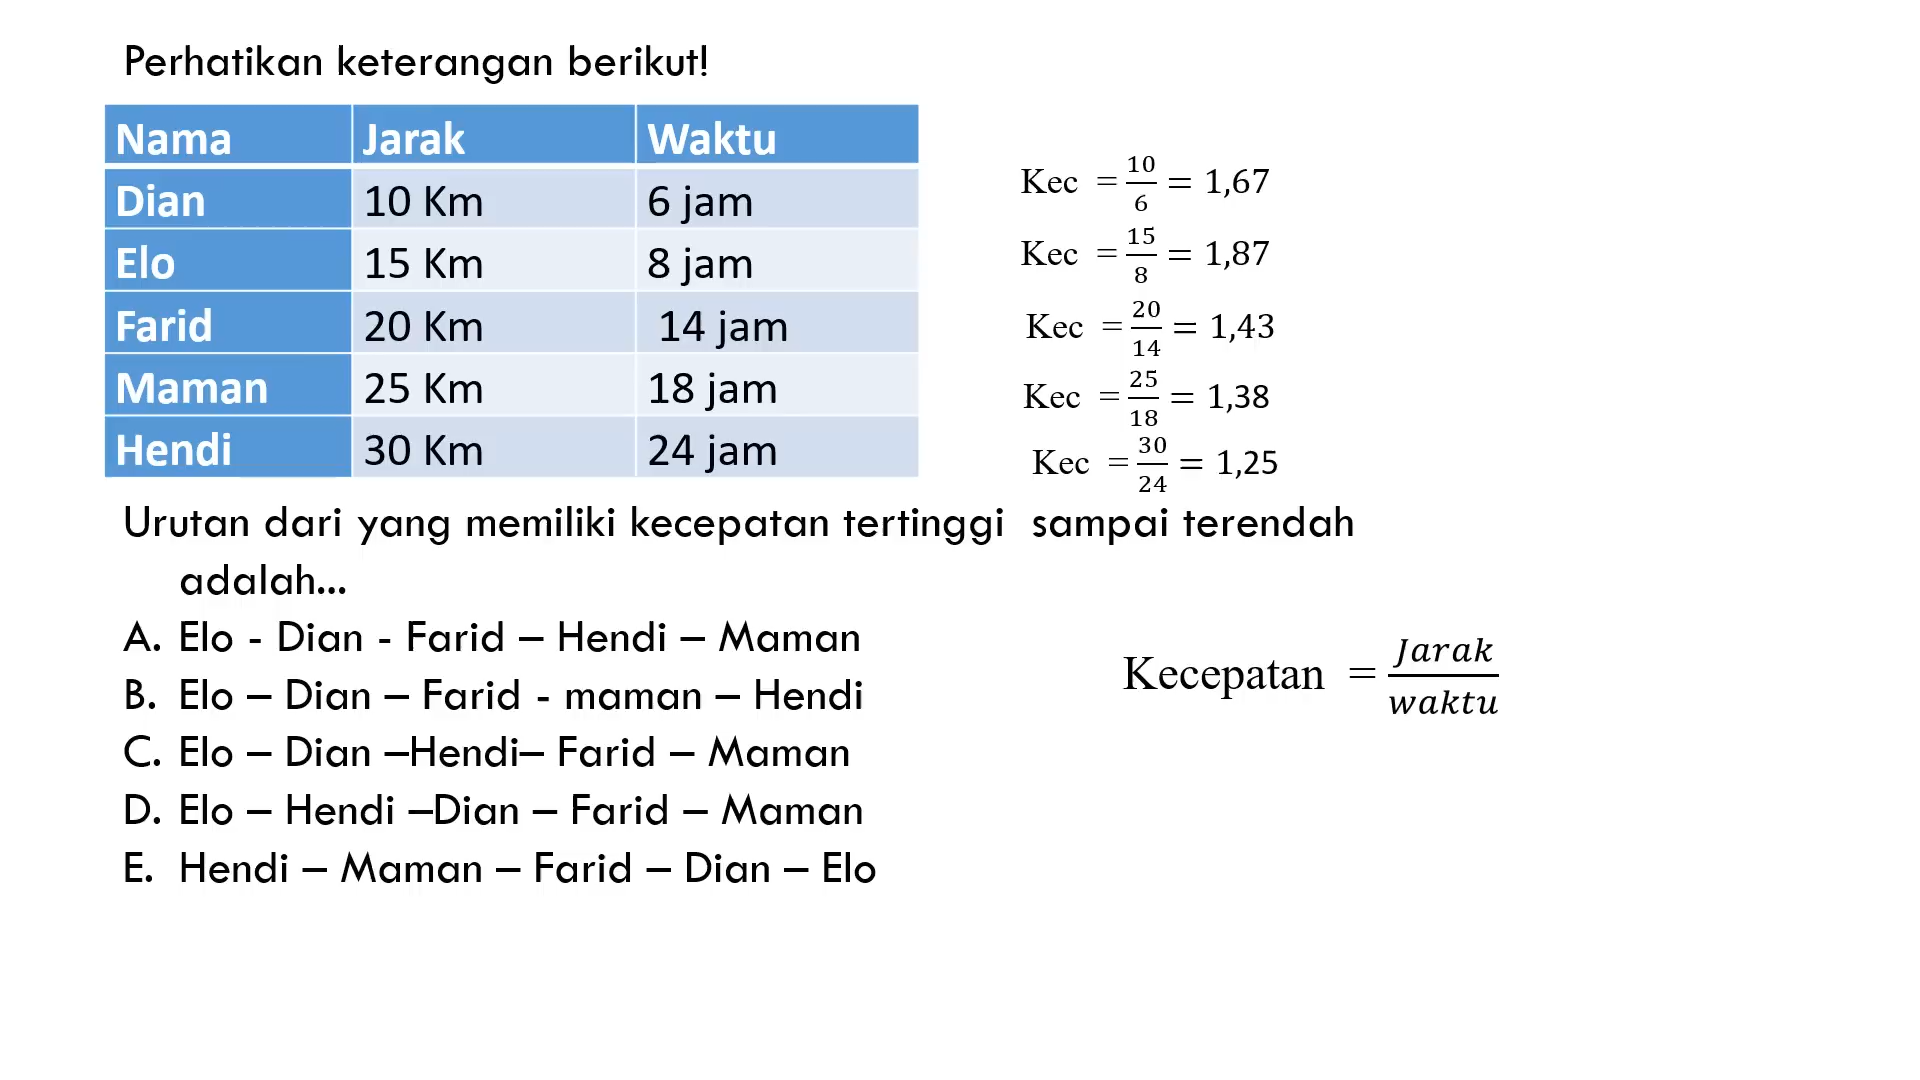 Perhatikan keterangan berikut!
Nama Jarak Waktu
Dian 10 Km 6 jam
Elo 15 Km 8 jam
Farid 20 Km 14 jam
Maman 25 Km 18 jam
Hendi 30 Km 24 jam
Kec = 10/6 = 1,67
Kec = 15/8 = 1,87
Kec = 20/14 = 1,43
Kec = 25/18 = 1,38
Kec = 30/24 = 1,25
Urutan dari yang memiliki kecepatan tertinggi sampai terendah
adalah...
A. Elo - Dian - Farid – Hendi – Maman
B. Elo – Dian – Farid - maman – Hendi
C. Elo – Dian –Hendi– Farid – Maman
D. Elo – Hendi –Dian – Farid – Maman
E. Hendi – Maman – Farid – Dian – Elo
Kecepatan = Jarak/waktu